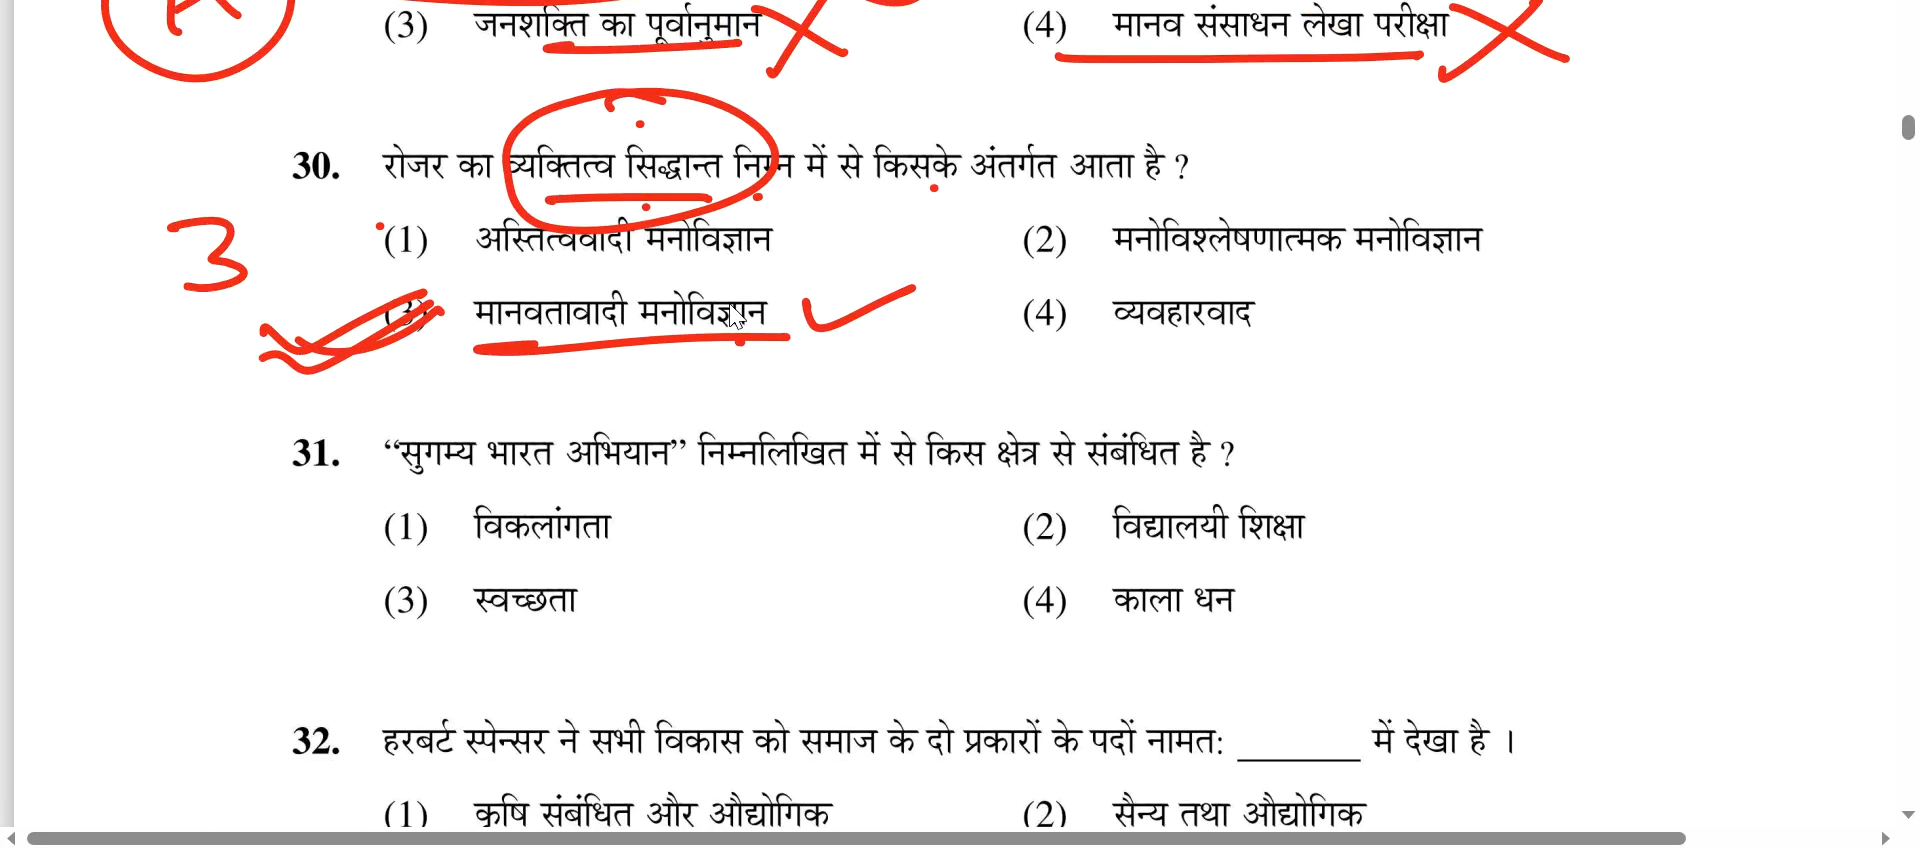 A
(3) जनशक्ति का पूर्वानुमान (4) मानव संसाधन लेखा परीक्षा
30. रोजर का व्यक्तित्व सिद्धान्त निम्न में से किसके अंतर्गत आता है ?
3 (1) अस्तित्ववादी मनोविज्ञान (2) मनोविश्लेषणात्मक मनोविज्ञान
(3) मानवतावादी मनोविज्ञान (4) व्यवहारवाद
31. “सुगम्य भारत अभियान” निम्नलिखित में से किस क्षेत्र से संबंधित है ?
(1) विकलांगता (2) विद्यालयी शिक्षा
(3) स्वच्छता (4) काला धन
32. हरबर्ट स्पेन्सर ने सभी विकास को समाज के दो प्रकारों के पदों नामत: _______ में देखा है ।
(1) कृषि संबंधित और औद्योगिक (2) सैन्य तथा औद्योगिक